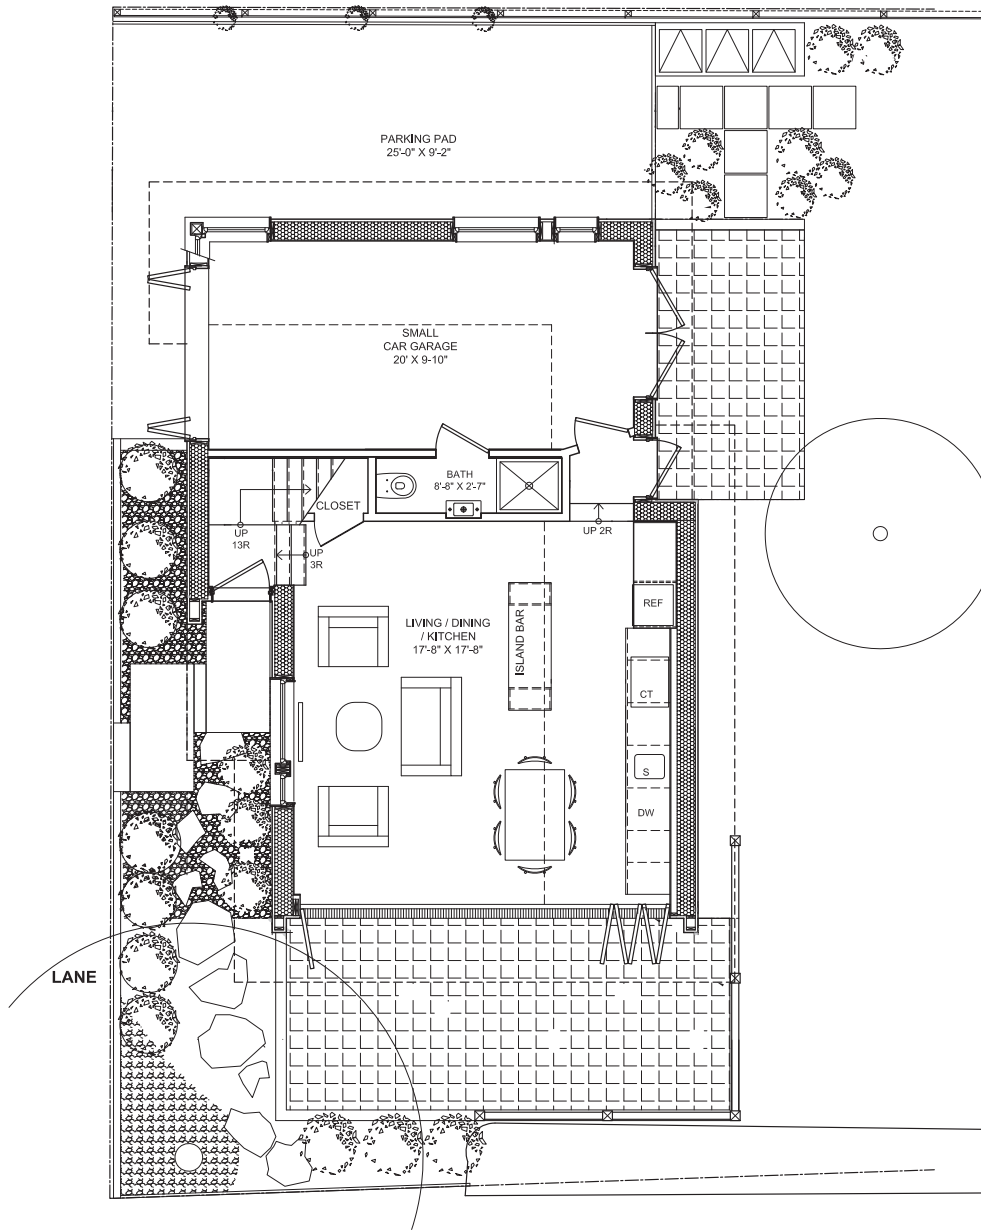 PARKING PAD
25'-0" X 9'-2"
SMALL
CAR GARAGE
20' X 9-10"
BATH
8'-8" X 2'-7"
CLOSET
UP
13R
UP
3R
UP 2R
REF
LIVING / DINING
/ KITCHEN
17'-8" X 17'-8"
ISLAND BAR
CT
S
DW
LANE